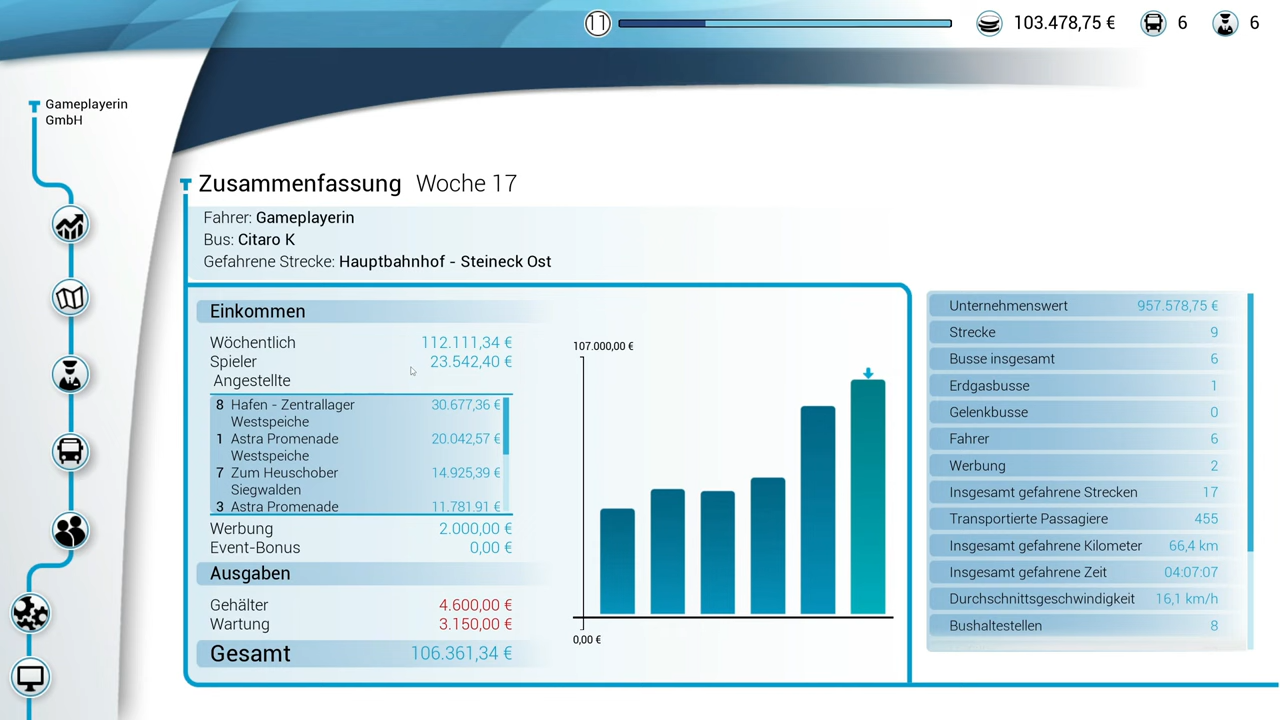 11
103.478,75 €
6
6
Gameplayerin
GmbH
Zusammenfassung Woche 17
Fahrer: Gameplayerin
Bus: Citaro K
Gefahrene Strecke: Hauptbahnhof - Steineck Ost
Einkommen
Wöchentlich 112.111,34 €
Spieler 23.542,40 €
Angestellte
8 Hafen - Zentrallager 30.677,36 €
Westspeiche
1 Astra Promenade 20.042,57 €
Westspeiche
7 Zum Heuschober 14.925,39 €
Siegwalden
3 Astra Promenade 11.781,91 €
Werbung 2.000,00 €
Event-Bonus 0,00 €
Ausgaben
Gehälter 4.600,00 €
Wartung 3.150,00 €
Gesamt 106.361,34 €
107.000,00 €
0,00 €
Unternehmenswert 957.578,75 €
Strecke 9
Busse insgesamt 6
Erdgasbusse 1
Gelenkbusse 0
Fahrer 6
Werbung 2
Insgesamt gefahrene Strecken 17
Transportierte Passagiere 455
Insgesamt gefahrene Kilometer 66,4 km
Insgesamt gefahrene Zeit 04:07:07
Durchschnittsgeschwindigkeit 16,1 km/h
Bushaltestellen 8